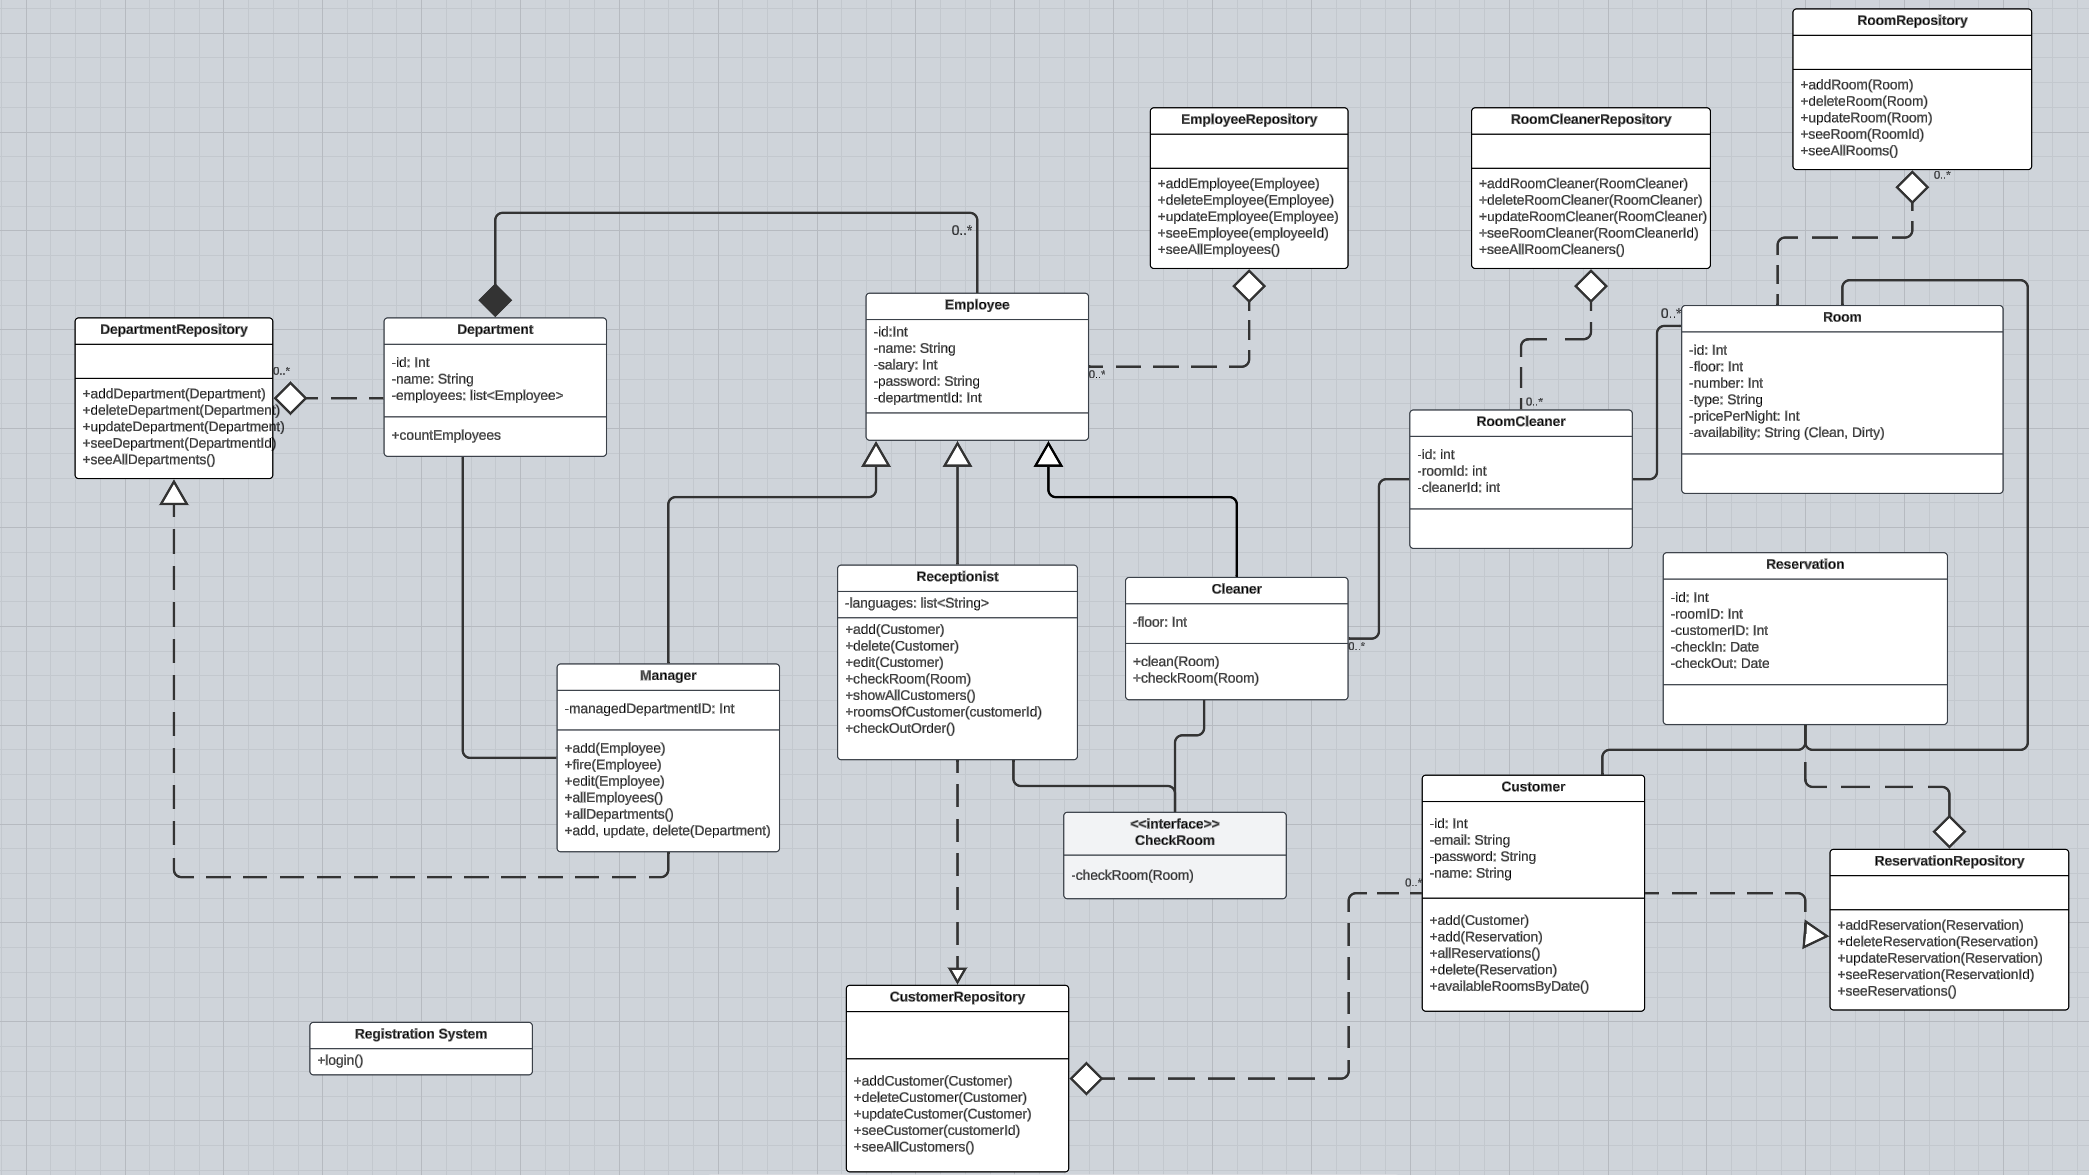 RoomRepository
+addRoom(Room)
+deleteRoom(Room)
+updateRoom(Room)
+seeRoom(RoomId)
+seeAllRooms()
0..*
EmployeeRepository
+addEmployee(Employee)
+deleteEmployee(Employee)
+updateEmployee(Employee)
+seeEmployee(employeeId)
+seeAllEmployees()
RoomCleanerRepository
+addRoomCleaner(RoomCleaner)
+deleteRoomCleaner(RoomCleaner)
+updateRoomCleaner(RoomCleaner)
+seeRoomCleaner(RoomCleanerId)
+seeAllRoomCleaners()
0..*
DepartmentRepository
+addDepartment(Department)
+deleteDepartment(Department)
+updateDepartment(Department)
+seeDepartment(DepartmentId)
+seeAllDepartments()
0..*
Department
-id: Int
-name: String
-employees: list<Employee>
+countEmployees
Employee
-id:Int
-name: String
-salary: Int
-password: String
-departmentId: Int
0..*
0..*
Room
-id: Int
-floor: Int
-number: Int
-type: String
-pricePerNight: Int
-availability: String (Clean, Dirty)
0..*
RoomCleaner
-id: int
-roomId: int
-cleanerId: int
Reservation
-id: Int
-roomID: Int
-customerID: Int
-checkIn: Date
-checkOut: Date
Receptionist
-languages: list<String>
+add(Customer)
+delete(Customer)
+edit(Customer)
+checkRoom(Room)
+showAllCustomers()
+roomsOfCustomer(customerId)
+checkOutOrder()
Cleaner
-floor: Int
+clean(Room)
+checkRoom(Room)
0..*
Manager
-managedDepartmentID: Int
+add(Employee)
+fire(Employee)
+edit(Employee)
+allEmployees()
+allDepartments()
+add, update, delete(Department)
<<interface>>
CheckRoom
-checkRoom(Room)
Customer
-id: Int
-email: String
-password: String
-name: String
+add(Customer)
+add(Reservation)
+allReservations()
+delete(Reservation)
+availableRoomsByDate()
0..*
ReservationRepository
+addReservation(Reservation)
+deleteReservation(Reservation)
+updateReservation(Reservation)
+seeReservation(ReservationId)
+seeReservations()
Registration System
+login()
CustomerRepository
+addCustomer(Customer)
+deleteCustomer(Customer)
+updateCustomer(Customer)
+seeCustomer(customerId)
+seeAllCustomers()